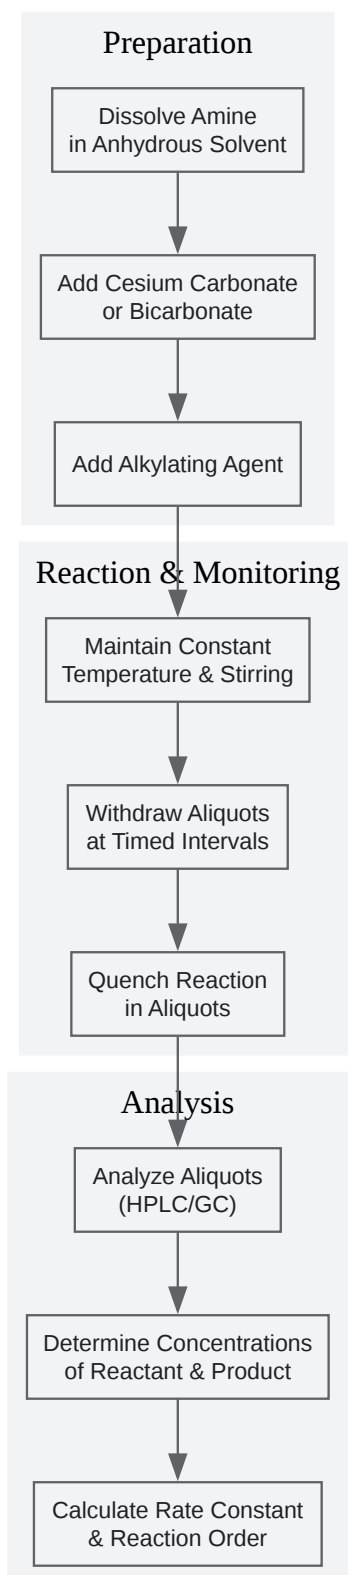 Preparation
Dissolve Amine
in Anhydrous Solvent
Add Cesium Carbonate
or Bicarbonate
Add Alkylating Agent
Reaction & Monitoring
Maintain Constant
Temperature & Stirring
Withdraw Aliquots
at Timed Intervals
Quench Reaction
in Aliquots
Analysis
Analyze Aliquots
(HPLC/GC)
Determine Concentrations
of Reactant & Product
Calculate Rate Constant
& Reaction Order